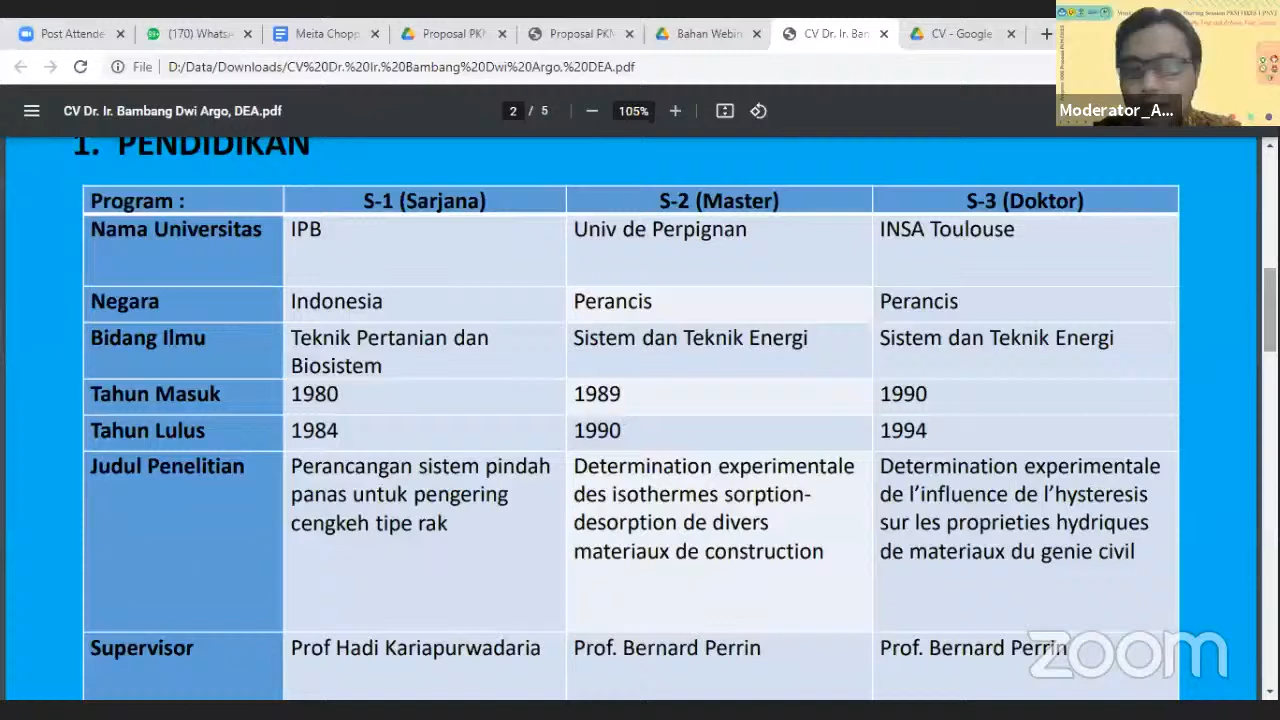 Post Attende
(170) Whats
Meita Chop
Proposal PK
roposal PKM
Bahan Webin
CV Dr. Ir. Ban
CV - Google
File
D:/Data/Downloads/CV%20Dr.%20Ir.%20Bambang%20Dwi%20Argo.%20DEA.pdf
CV Dr. Ir. Bambang Dwi Argo, DEA.pdf
2 / 5
105%
Moderator_A...
1. PENDIDIKAN
Program : S-1 (Sarjana) S-2 (Master) S-3 (Doktor)
Nama Universitas IPB Univ de Perpignan INSA Toulouse
Negara Indonesia Perancis Perancis
Bidang Ilmu Teknik Pertanian dan Sistem dan Teknik Energi Sistem dan Teknik Energi
Biosistem
Tahun Masuk 1980 1989 1990
Tahun Lulus 1984 1990 1994
Judul Penelitian Perancangan sistem pindah Determination experimentale Determination experimentale
panas untuk pengering des isothermes sorption- de l’influence de l’hysteresis
cengkeh tipe rak desorption de divers sur les proprieties hydriques
materiaux de construction de materiaux du genie civil
Supervisor Prof Hadi Kariapurwadaria Prof. Bernard Perrin Prof. Bernard Perrin
zoom